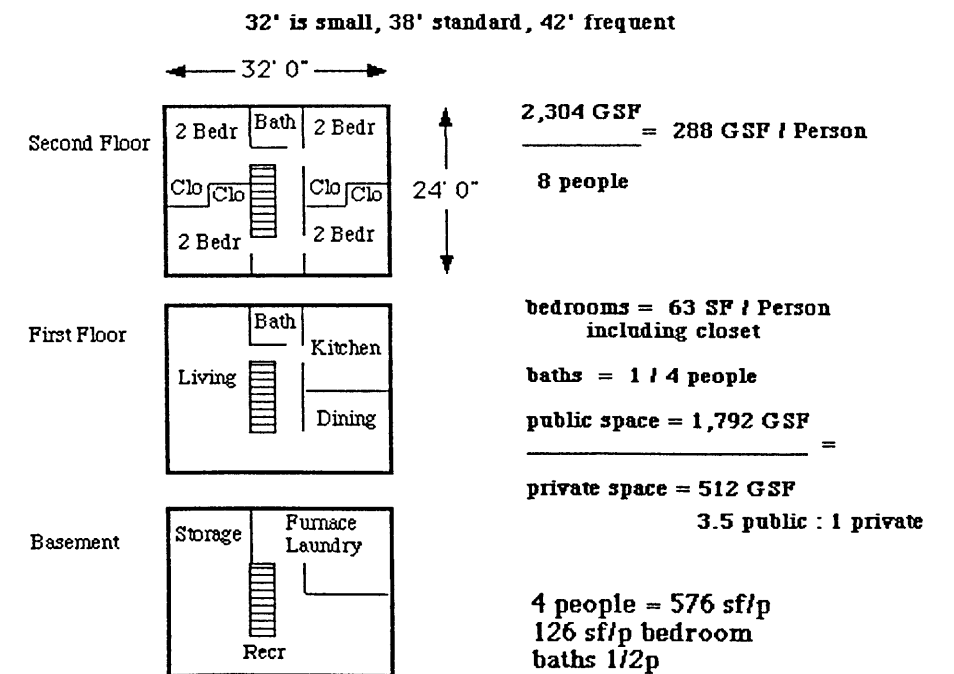 32' is small, 38' standard, 42' frequent
32' 0"
Second Floor
2 Bedr
Bath
2 Bedr
Clo
Clo
Clo
Clo
2 Bedr
2 Bedr
24' 0"
2,304 GSF
= 288 GSF / Person
8 people
First Floor
Bath
Kitchen
Living
Dining
bedrooms = 63 SF / Person
including closet
baths = 1 / 4 people
public space = 1,792 GSF
=
private space = 512 GSF
3.5 public : 1 private
Basement
Storage
Furnace
Laundry
Recr
4 people = 576 sf/p
126 sf/p bedroom
baths 1/2p